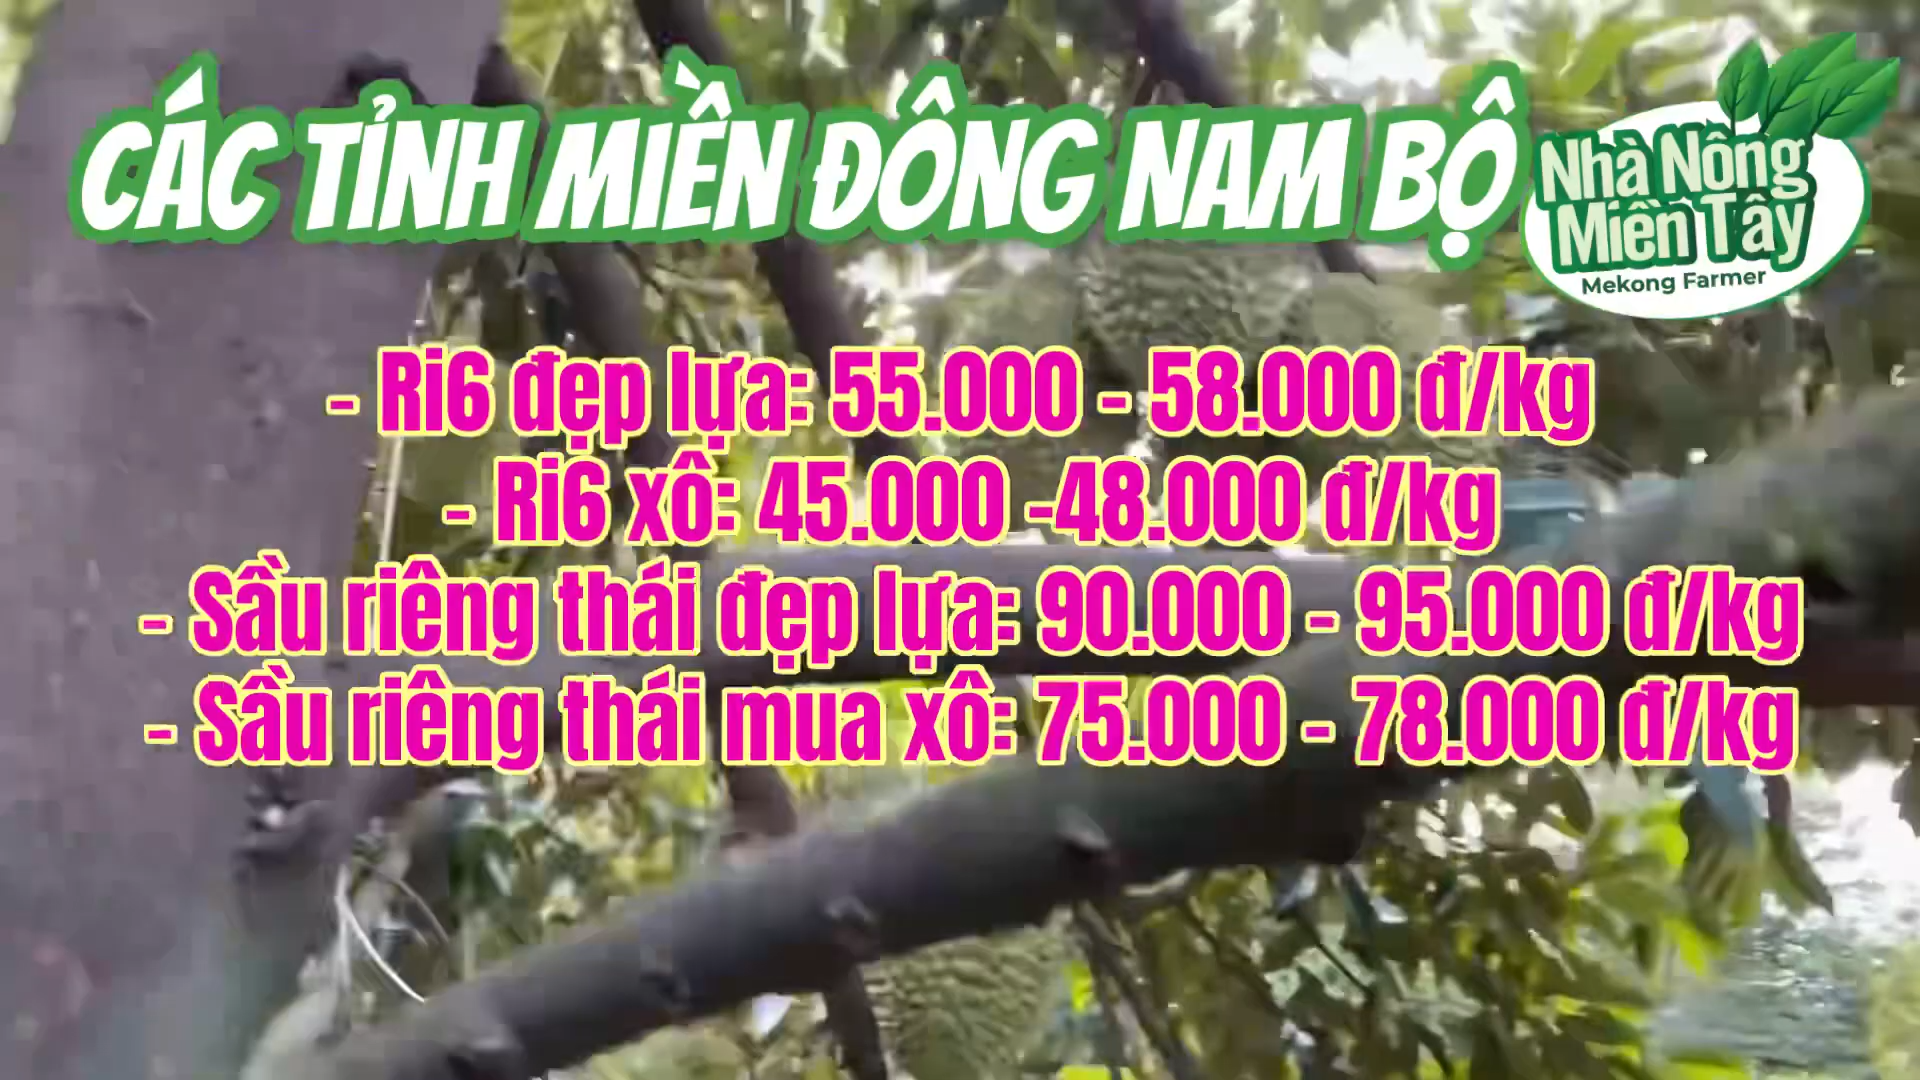 CÁC TỈNH MIỀN ĐÔNG NAM BỘ
Nhà Nông
Miền Tây
Mekong Farmer
- Ri6 đẹp lựa: 55.000 - 58.000 đ/kg
- Ri6 xô: 45.000 -48.000 đ/kg
- Sầu riêng thái đẹp lựa: 90.000 - 95.000 đ/kg
- Sầu riêng thái mua xô: 75.000 - 78.000 đ/kg